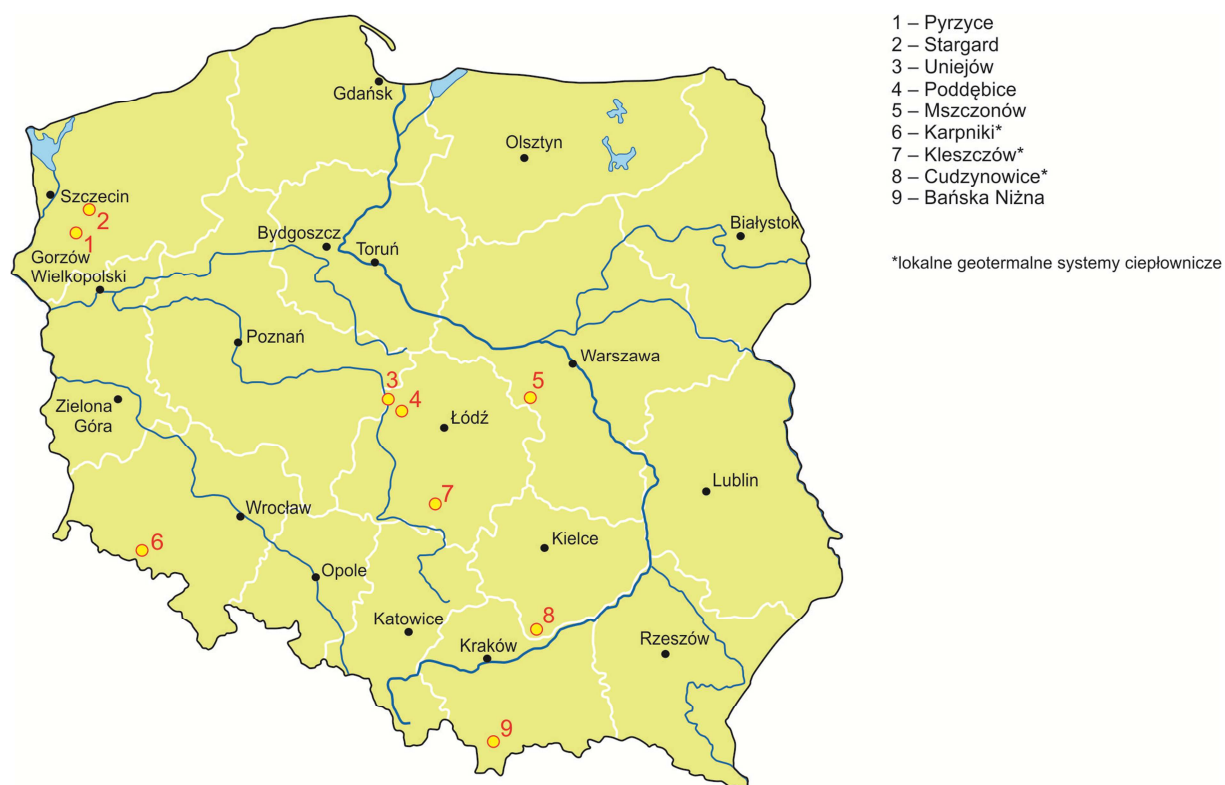 1 – Pyrzyce
2 – Stargard
3 – Uniejów
4 – Poddębice
5 – Mszczonów
6 – Karpniki*
7 – Kleszczów*
8 – Cudzynowice*
9 – Bańska Niżna
*lokalne geotermalne systemy ciepłownicze
Gdańsk
Olsztyn
Szczecin
2
1
Białystok
Bydgoszcz
Toruń
Gorzów
Wielkopolski
Poznań
Warszawa
3
4
5
Zielona
Góra
Łódź
Lublin
7
Wrocław
6
Kielce
Opole
8
Katowice
Kraków
Rzeszów
9